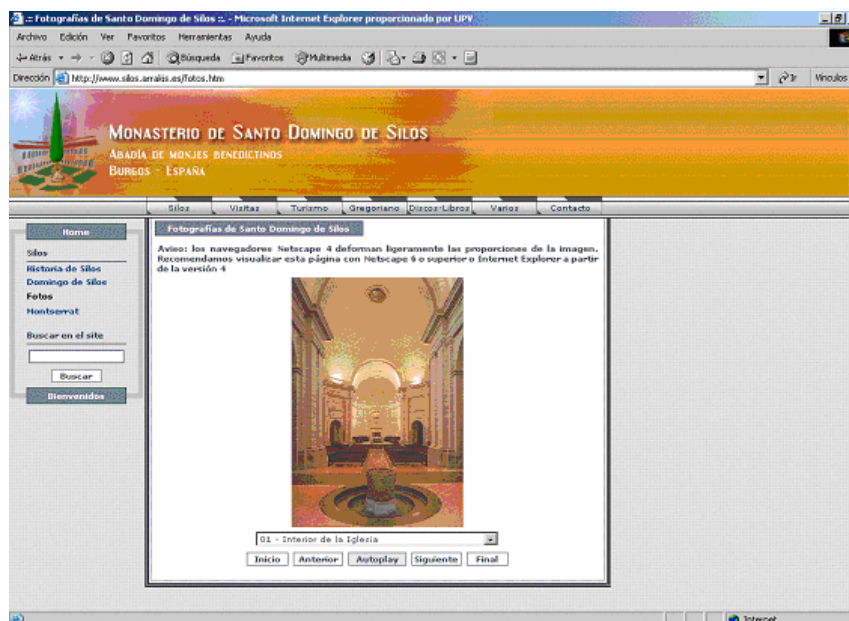 .:: Fotografías de Santo Domingo de Silos ::. - Microsoft Internet Explorer proporcionado por UPV
Archivo Edición Ver Favoritos Herramientas Ayuda
Atrás Búsqueda Favoritos Multimedia
Dirección http://www.silos.arrakis.es/fotos.htm Ir Vínculos
MONASTERIO DE SANTO DOMINGO DE SILOS
ABADÍA DE MONJES BENEDICTINOS
BURGOS - ESPAÑA
Silos Visitas Turismo Gregoriano Discos-Libros Varios Contacto
Home
Silos
Historia de Silos
Domingo de Silos
Fotos
Montserrat
Buscar en el site
Buscar
Bienvenidos
Fotografías de Santo Domingo de Silos
Aviso: los navegadores Netscape 4 deforman ligeramente las proporciones de la imagen.
Recomendamos visualizar esta página con Netscape 6 o superior o Internet Explorer a partir
de la versión 4
01 - Interior de la Iglesia
Inicio Anterior Autoplay Siguiente Final
Internet